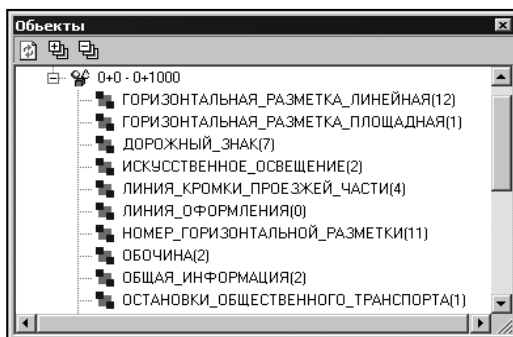 Объекты
0+0 - 0+1000
ГОРИЗОНТАЛЬНАЯ_РАЗМЕТКА_ЛИНЕЙНАЯ(12)
ГОРИЗОНТАЛЬНАЯ_РАЗМЕТКА_ПЛОЩАДНАЯ(1)
ДОРОЖНЫЙ_ЗНАК(7)
ИСКУССТВЕННОЕ_ОСВЕЩЕНИЕ(2)
ЛИНИЯ_КРОМКИ_ПРОЕЗЖЕЙ_ЧАСТИ(4)
ЛИНИЯ_ОФОРМЛЕНИЯ(0)
НОМЕР_ГОРИЗОНТАЛЬНОЙ_РАЗМЕТКИ(11)
ОБОЧИНА(2)
ОБЩАЯ_ИНФОРМАЦИЯ(2)
ОСТАНОВКИ_ОБЩЕСТВЕННОГО_ТРАНСПОРТА(1)